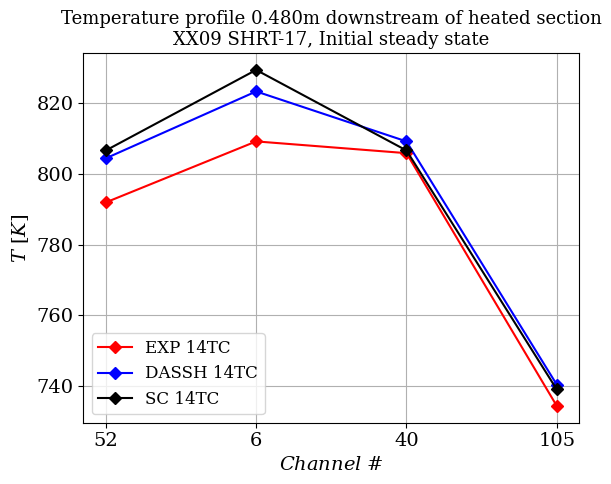 Temperature profile 0.480m downstream of heated section
XX09 SHRT-17, Initial steady state
T [K]
820
800
780
760
740
EXP 14TC
DASSH 14TC
SC 14TC
52
6
40
105
Channel #